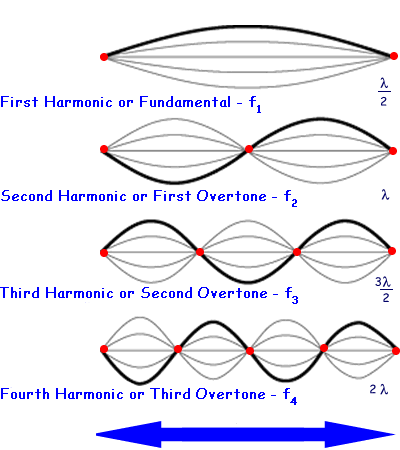 First Harmonic or Fundamental - f1
λ
2
Second Harmonic or First Overtone - f2
λ
Third Harmonic or Second Overtone - f3
3λ
2
Fourth Harmonic or Third Overtone - f4
2λ